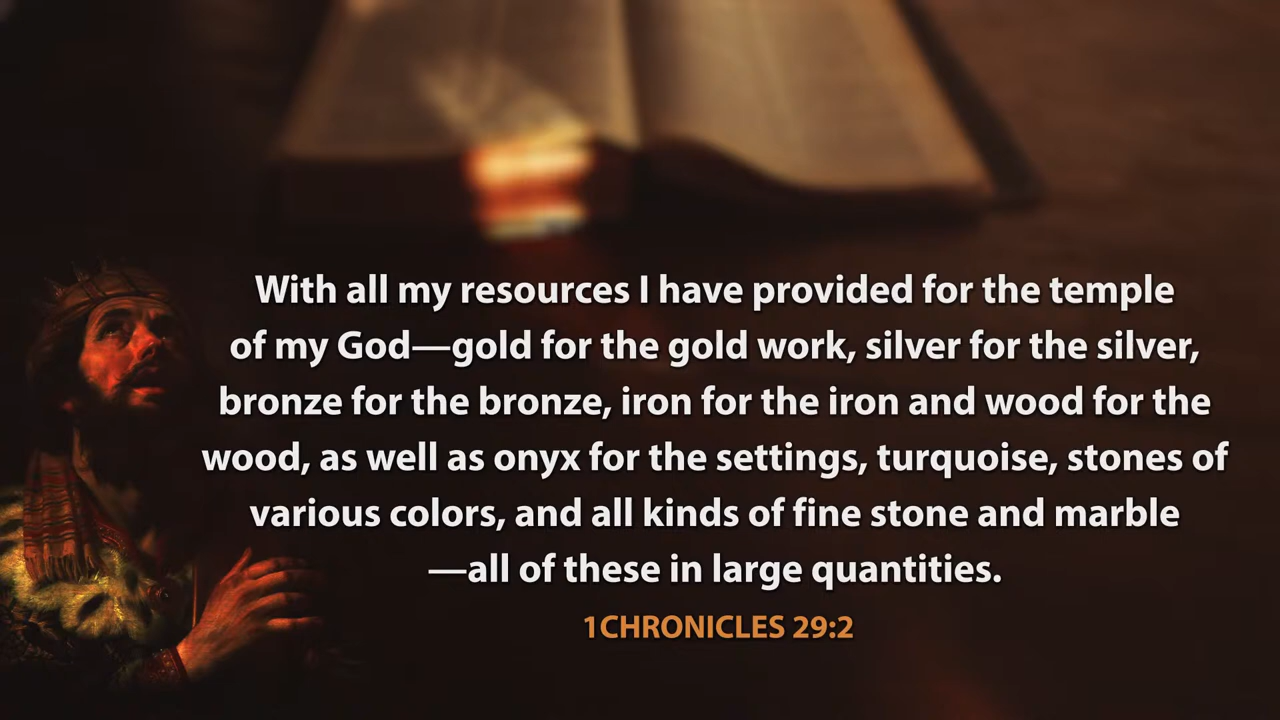 With all my resources I have provided for the temple
of my God—gold for the gold work, silver for the silver,
bronze for the bronze, iron for the iron and wood for the
wood, as well as onyx for the settings, turquoise, stones of
various colors, and all kinds of fine stone and marble
—all of these in large quantities.
1CHRONICLES 29:2